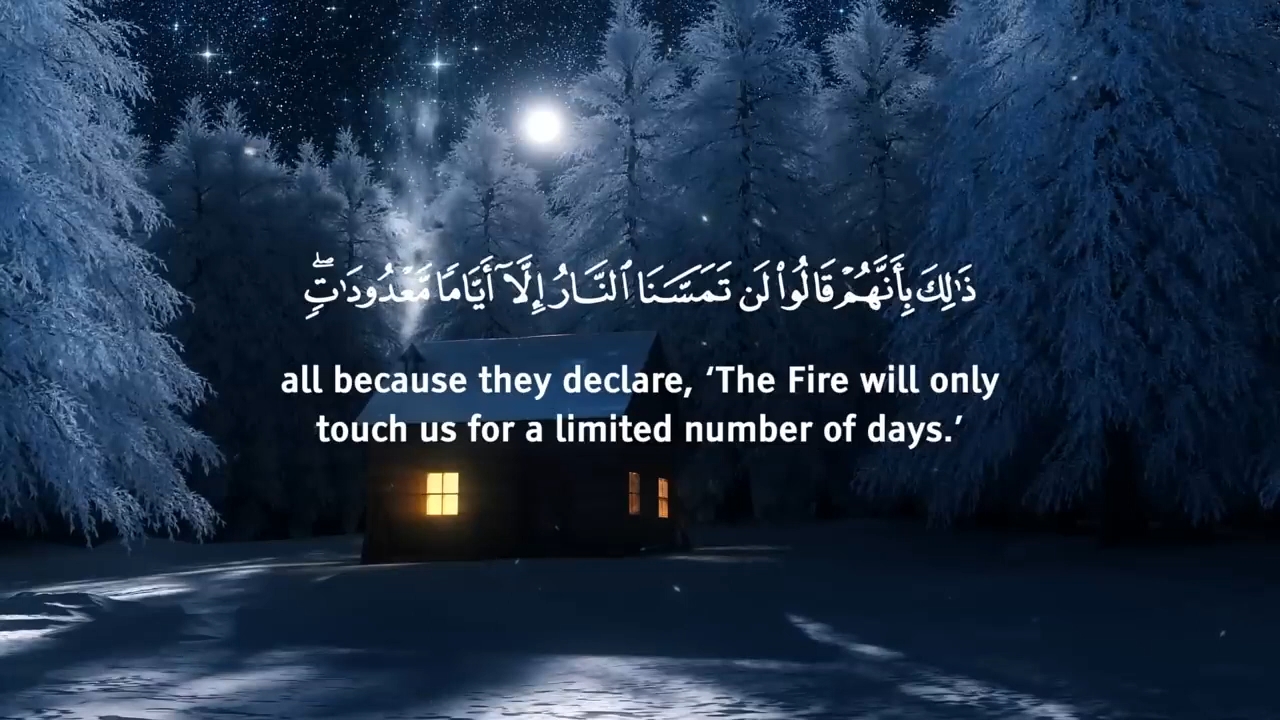 ذَٰلِكَ بِأَنَّهُمْ قَالُوا۟ لَن تَمَسَّنَا ٱلنَّارُ إِلَّآ أَيَّامًا مَّعْدُودَٰتٍۢ ۖ
all because they declare, ‘The Fire will only
touch us for a limited number of days.’